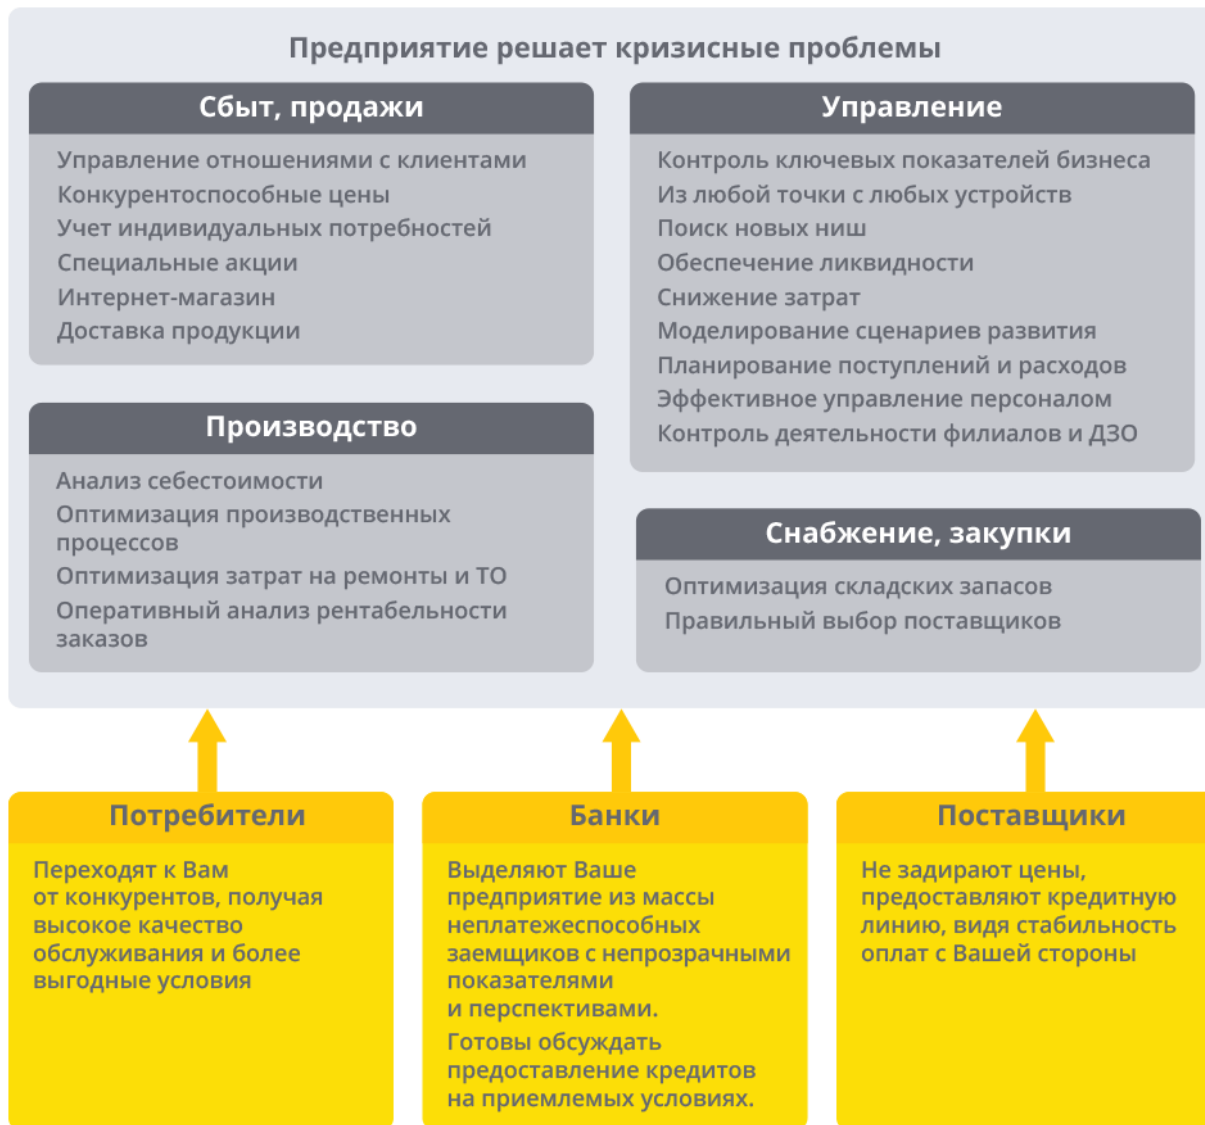 Предприятие решает кризисные проблемы
Сбыт, продажи
Управление отношениями с клиентами
Конкурентоспособные цены
Учет индивидуальных потребностей
Специальные акции
Интернет-магазин
Доставка продукции
Управление
Контроль ключевых показателей бизнеса
Из любой точки с любых устройств
Поиск новых ниш
Обеспечение ликвидности
Снижение затрат
Моделирование сценариев развития
Планирование поступлений и расходов
Эффективное управление персоналом
Контроль деятельности филиалов и ДЗО
Производство
Анализ себестоимости
Оптимизация производственных
процессов
Оптимизация затрат на ремонты и ТО
Оперативный анализ рентабельности
заказов
Снабжение, закупки
Оптимизация складских запасов
Правильный выбор поставщиков
Потребители
Переходят к Вам
от конкурентов, получая
высокое качество
обслуживания и более
выгодные условия
Банки
Выделяют Ваше
предприятие из массы
неплатежеспособных
заемщиков с непрозрачными
показателями
и перспективами.
Готовы обсуждать
предоставление кредитов
на приемлемых условиях.
Поставщики
Не задирают цены,
предоставляют кредитную
линию, видя стабильность
оплат с Вашей стороны